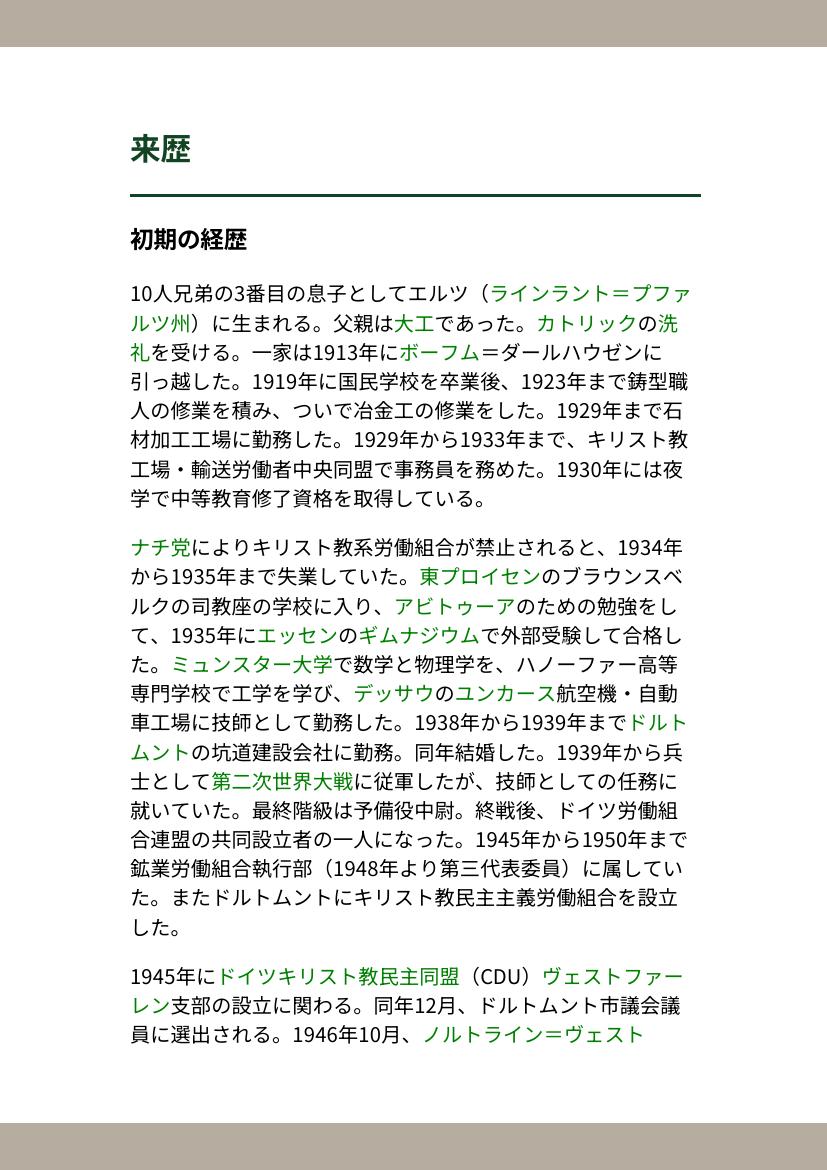 来歴
初期の経歴
10人兄弟の3番目の息子としてエルツ（ラインラント＝プファ
ルツ州）に生まれる。父親は大工であった。カトリックの洗
礼を受ける。一家は1913年にボーフム＝ダールハウゼンに
引っ越した。1919年に国民学校を卒業後、1923年まで鋳型職
人の修業を積み、ついで冶金工の修業をした。1929年まで石
材加工工場に勤務した。1929年から1933年まで、キリスト教
工場・輸送労働者中央同盟で事務員を務めた。1930年には夜
学で中等教育修了資格を取得している。
ナチ党によりキリスト教系労働組合が禁止されると、1934年
から1935年まで失業していた。東プロイセンのブラウンスベ
ルクの司教座の学校に入り、アビトゥーアのための勉強をし
て、1935年にエッセンのギムナジウムで外部受験して合格し
た。ミュンスター大学で数学と物理学を、ハノーファー高等
専門学校で工学を学び、デッサウのユンカース航空機・自動
車工場に技師として勤務した。1938年から1939年までドルト
ムントの坑道建設会社に勤務。同年結婚した。1939年から兵
士として第二次世界大戦に従軍したが、技師としての任務に
就いていた。最終階級は予備役中尉。終戦後、ドイツ労働組
合連盟の共同設立者の一人になった。1945年から1950年まで
鉱業労働組合執行部（1948年より第三代表委員）に属してい
た。またドルトムントにキリスト教民主主義労働組合を設立
した。
1945年にドイツキリスト教民主同盟（CDU）ヴェストファー
レン支部の設立に関わる。同年12月、ドルトムント市議会議
員に選出される。1946年10月、ノルトライン＝ヴェスト